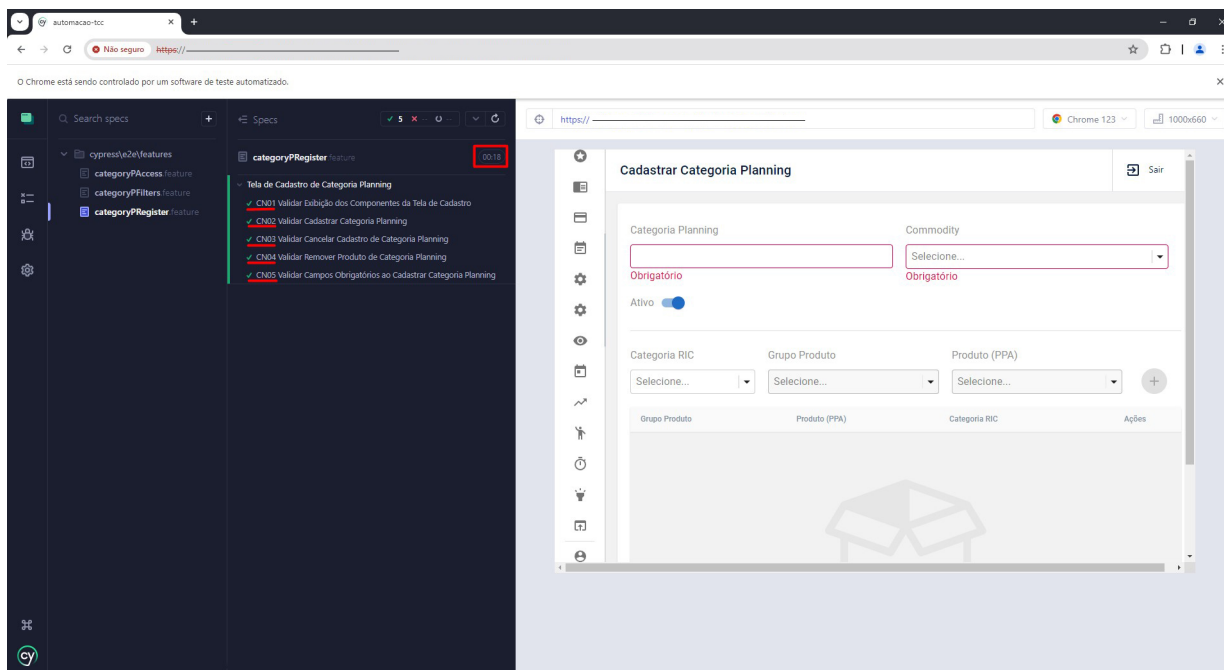 automacao-tcc
Não seguro https://
O Chrome está sendo controlado por um software de teste automatizado.
Search specs
+
Specs
5 -- --
https://
Chrome 123
1000x660
cypress\e2e\features
categoryPAccess.feature
categoryPFilters.feature
categoryPRegister.feature
categoryPRegister.feature
00:18
Tela de Cadastro de Categoria Planning
CN01 Validar Exibição dos Componentes da Tela de Cadastro
CN02 Validar Cadastrar Categoria Planning
CN03 Validar Cancelar Cadastro de Categoria Planning
CN04 Validar Remover Produto de Categoria Planning
CN05 Validar Campos Obrigatórios ao Cadastrar Categoria Planning
Cadastrar Categoria Planning
Sair
Categoria Planning Commodity
Selecione...
Obrigatório Obrigatório
Ativo
Categoria RIC Grupo Produto Produto (PPA)
Selecione... Selecione... Selecione...
Grupo Produto Produto (PPA) Categoria RIC Ações
cy